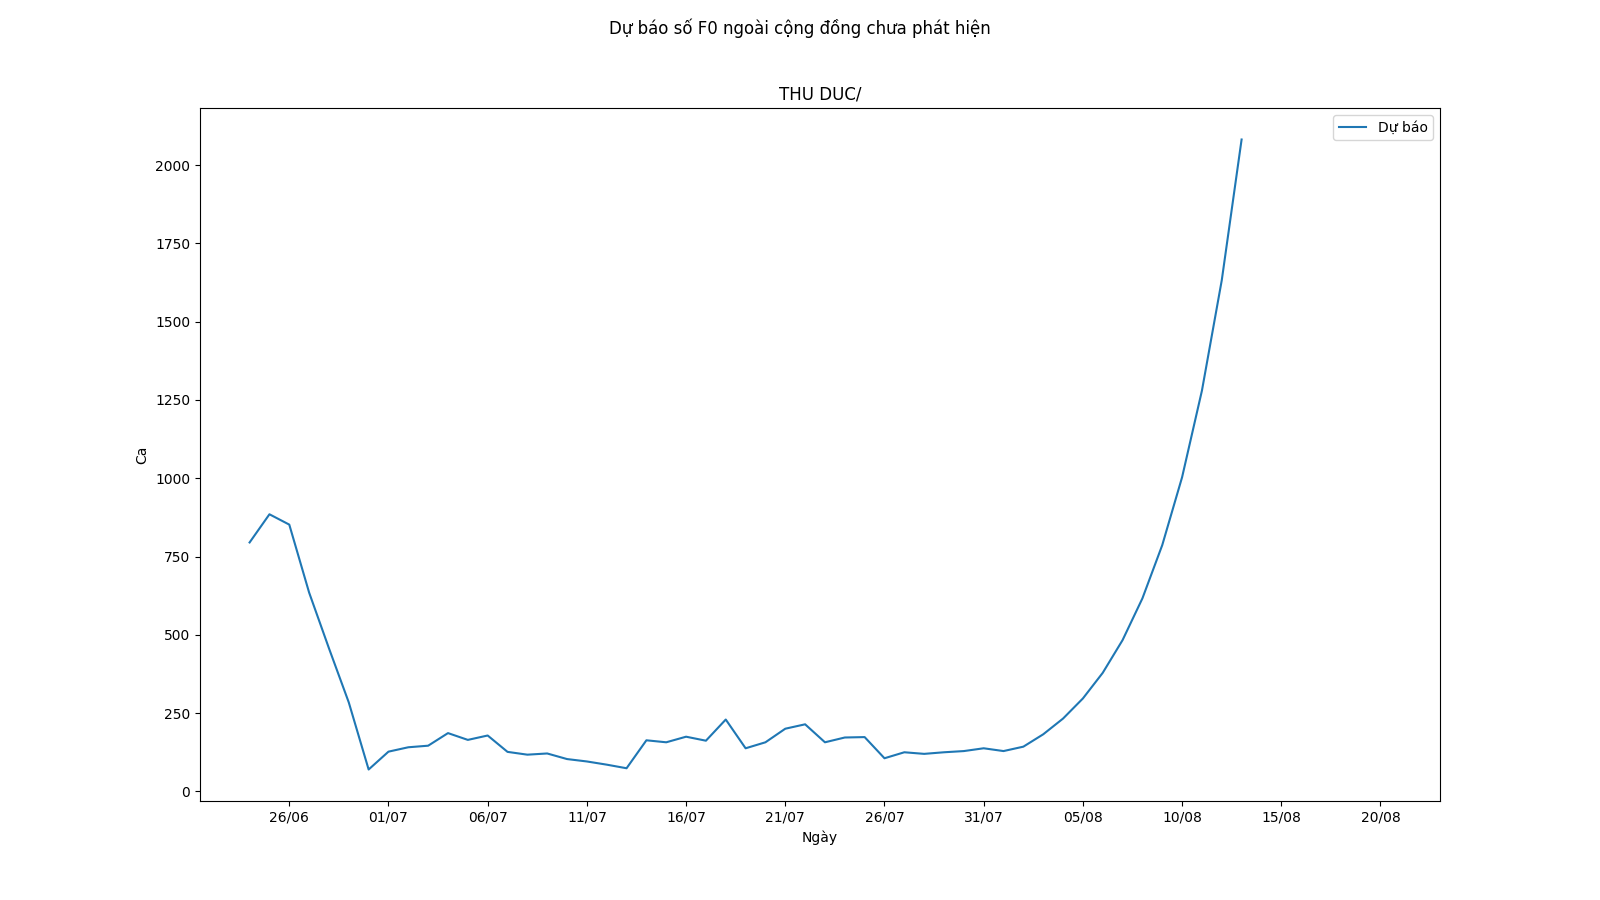 Dự báo số F0 ngoài cộng đồng chưa phát hiện
THU DUC/
Dự báo
2000
1750
1500
1250
1000
750
500
250
0
Ca
26/06 01/07 06/07 11/07 16/07 21/07 26/07 31/07 05/08 10/08 15/08 20/08
Ngày